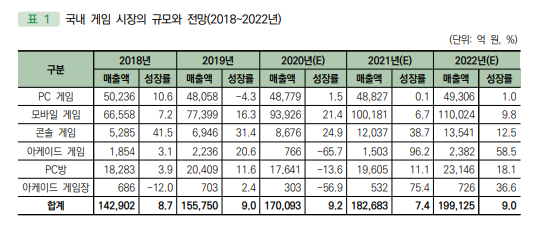 표 1 국내 게임 시장의 규모와 전망(2018~2022년)
(단위: 억 원, %)
구분 2018년 2019년 2020년(E) 2021년(E) 2022년(E)
매출액 성장률 매출액 성장률 매출액 성장률 매출액 성장률 매출액 성장률
PC 게임 50,236 10.6 48,058 -4.3 48,779 1.5 48,827 0.1 49,306 1.0
모바일 게임 66,558 7.2 77,399 16.3 93,926 21.4 100,181 6.7 110,024 9.8
콘솔 게임 5,285 41.5 6,946 31.4 8,676 24.9 12,037 38.7 13,541 12.5
아케이드 게임 1,854 3.1 2,236 20.6 766 -65.7 1,503 96.2 2,382 58.5
PC방 18,283 3.9 20,409 11.6 17,641 -13.6 19,605 11.1 23,146 18.1
아케이드 게임장 686 -12.0 703 2.4 303 -56.9 532 75.4 726 36.6
합계 142,902 8.7 155,750 9.0 170,093 9.2 182,683 7.4 199,125 9.0